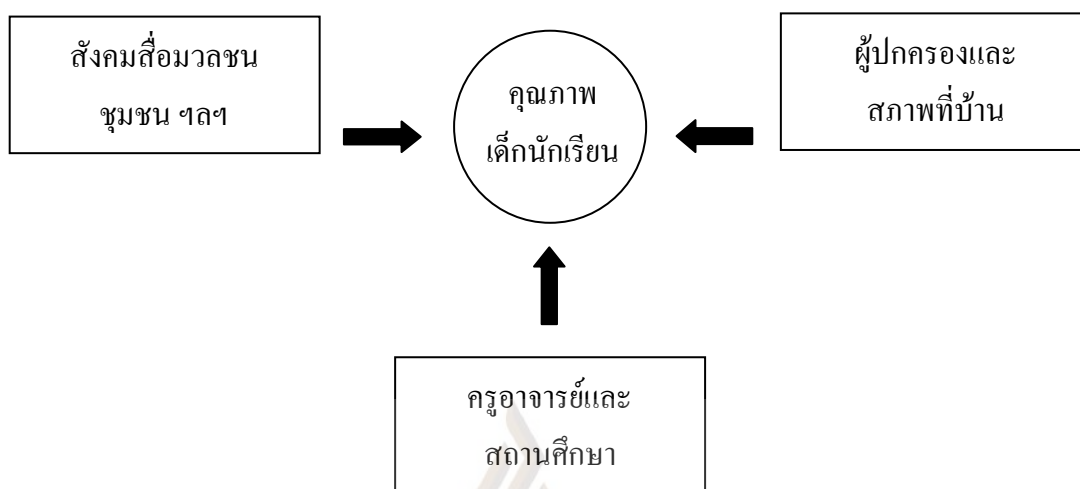 สังคมสื่อมวลชน
ชุมชน ฯลฯ
คุณภาพ
เด็กนักเรียน
ผู้ปกครองและ
สภาพที่บ้าน
ครูอาจารย์และ
สถานศึกษา